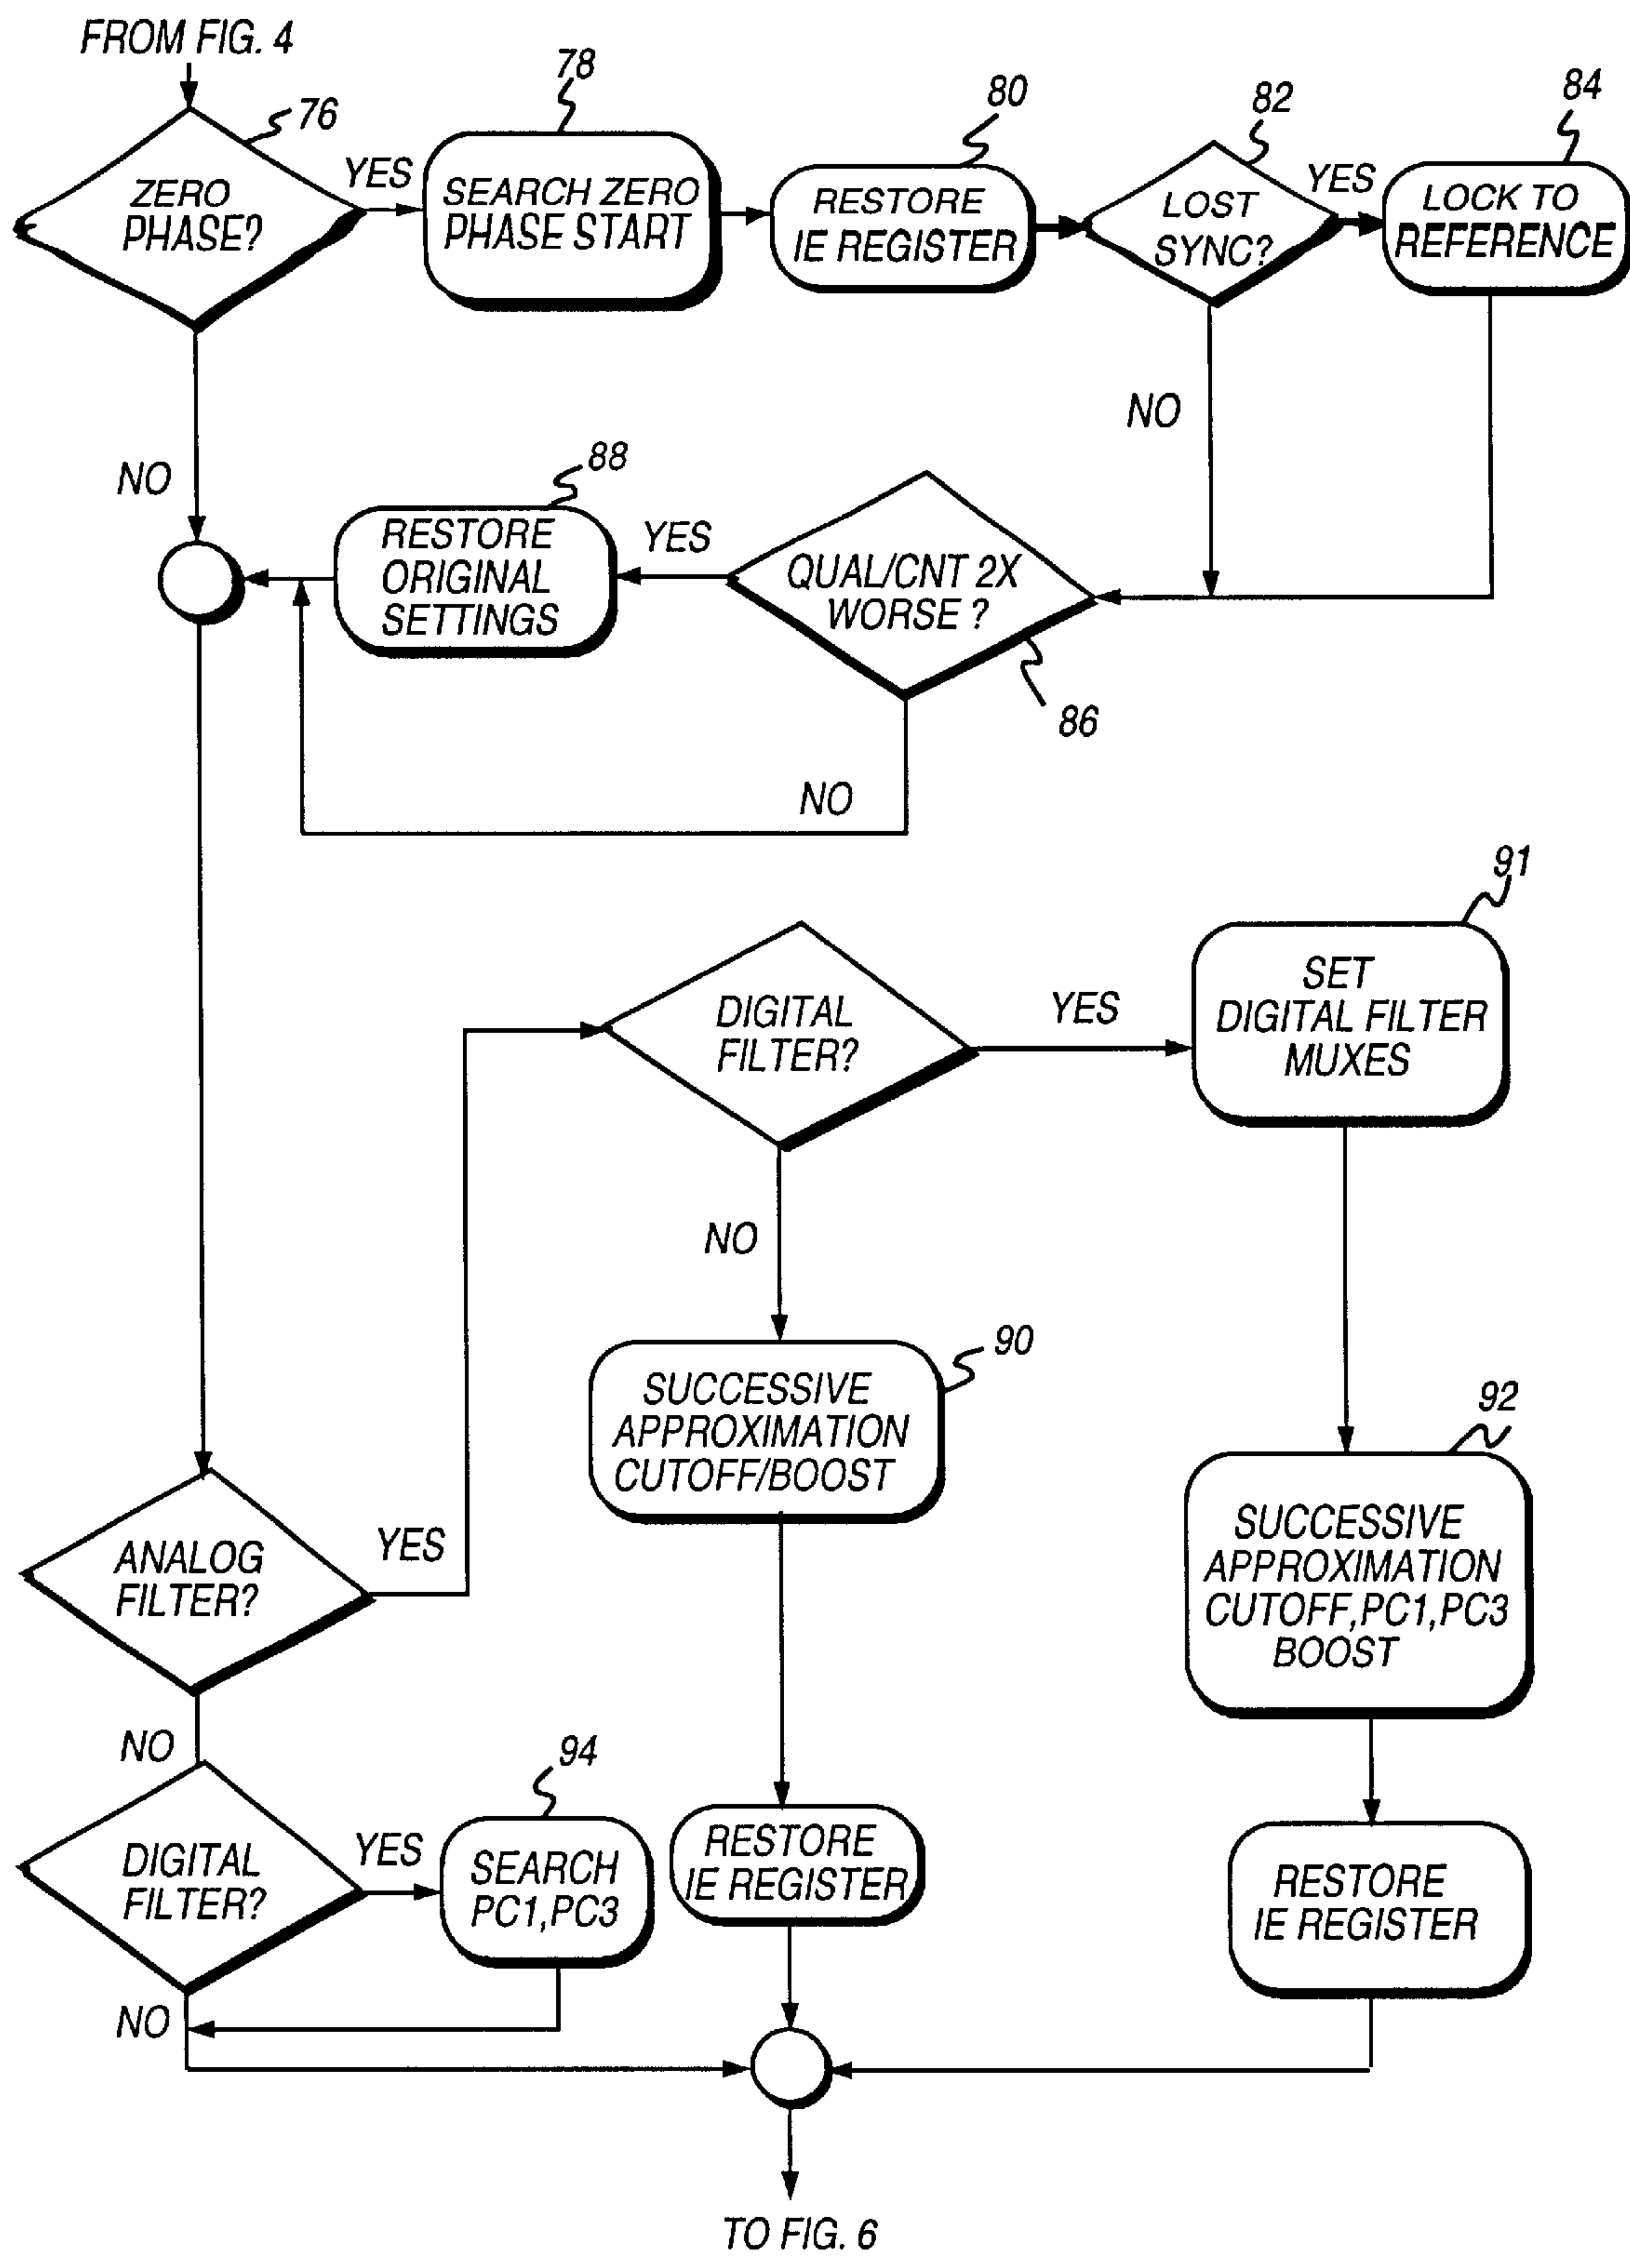 FROM FIG. 4
76
ZERO
PHASE?
YES
78
SEARCH ZERO
PHASE START
80
RESTORE
IE REGISTER
82
LOST
SYNC?
YES
84
LOCK TO
REFERENCE
NO
NO
88
RESTORE
ORIGINAL
SETTINGS
YES
QUAL/CNT 2X
WORSE ?
86
NO
91
DIGITAL
FILTER?
YES
SET
DIGITAL FILTER
MUXES
NO
90
SUCCESSIVE
APPROXIMATION
CUTOFF/BOOST
92
SUCCESSIVE
APPROXIMATION
CUTOFF,PC1,PC3
BOOST
ANALOG
FILTER?
YES
NO
94
DIGITAL
FILTER?
YES
SEARCH
PC1,PC3
RESTORE
IE REGISTER
RESTORE
IE REGISTER
NO
TO FIG. 6